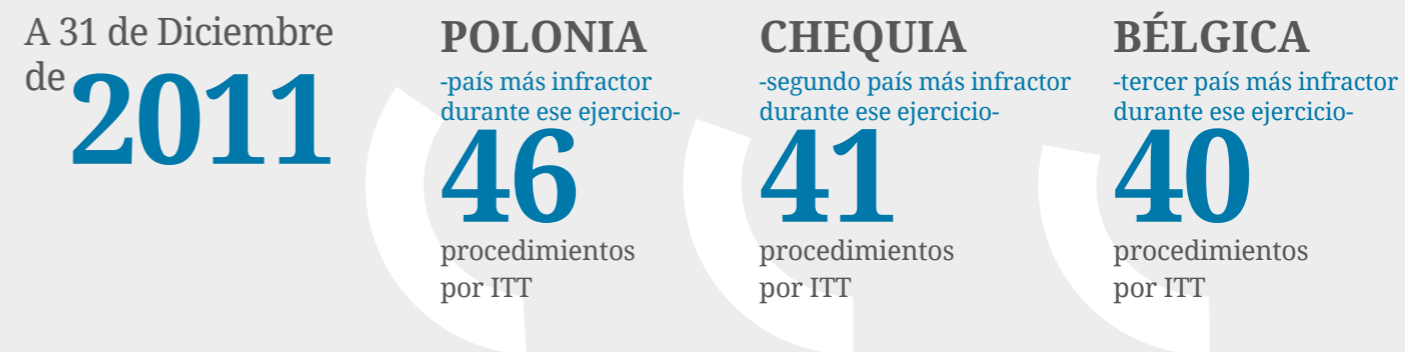 A 31 de Diciembre
de 2011
POLONIA
-país más infractor
durante ese ejercicio-
46
procedimientos
por ITT
CHEQUIA
-segundo país más infractor
durante ese ejercicio-
41
procedimientos
por ITT
BÉLGICA
-tercer país más infractor
durante ese ejercicio-
40
procedimientos
por ITT